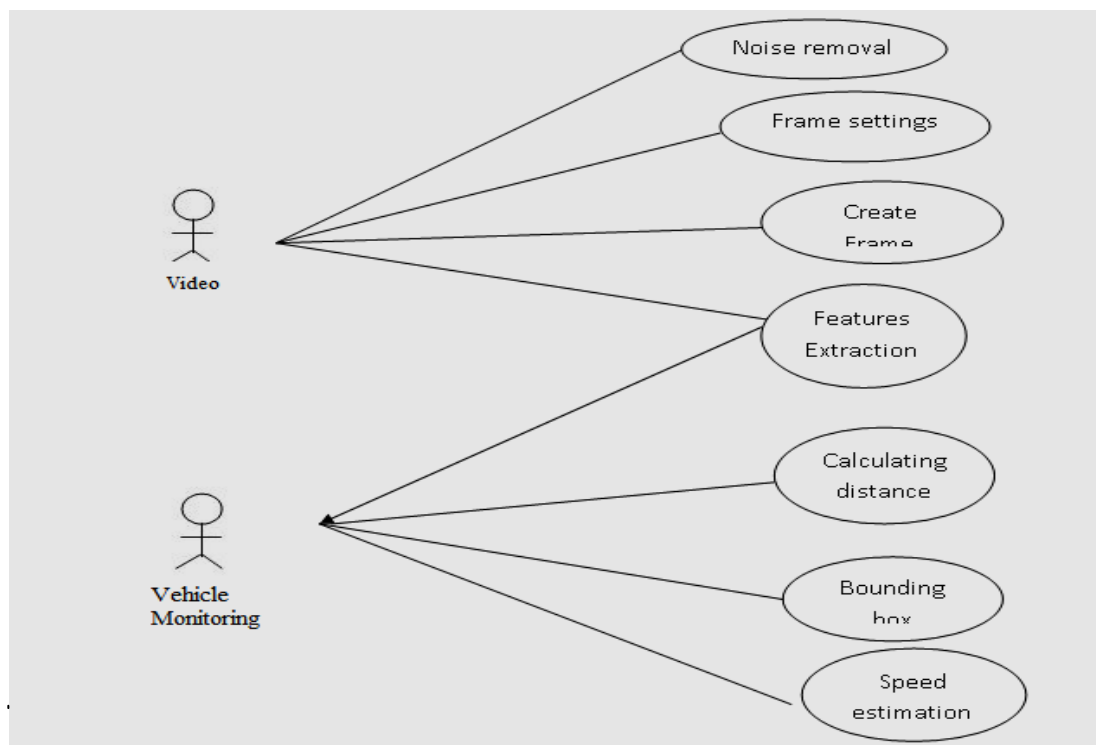 Noise removal
Frame settings
Create
Frame
Video
Features
Extraction
Calculating
distance
Vehicle
Monitoring
Bounding
box
Speed
estimation